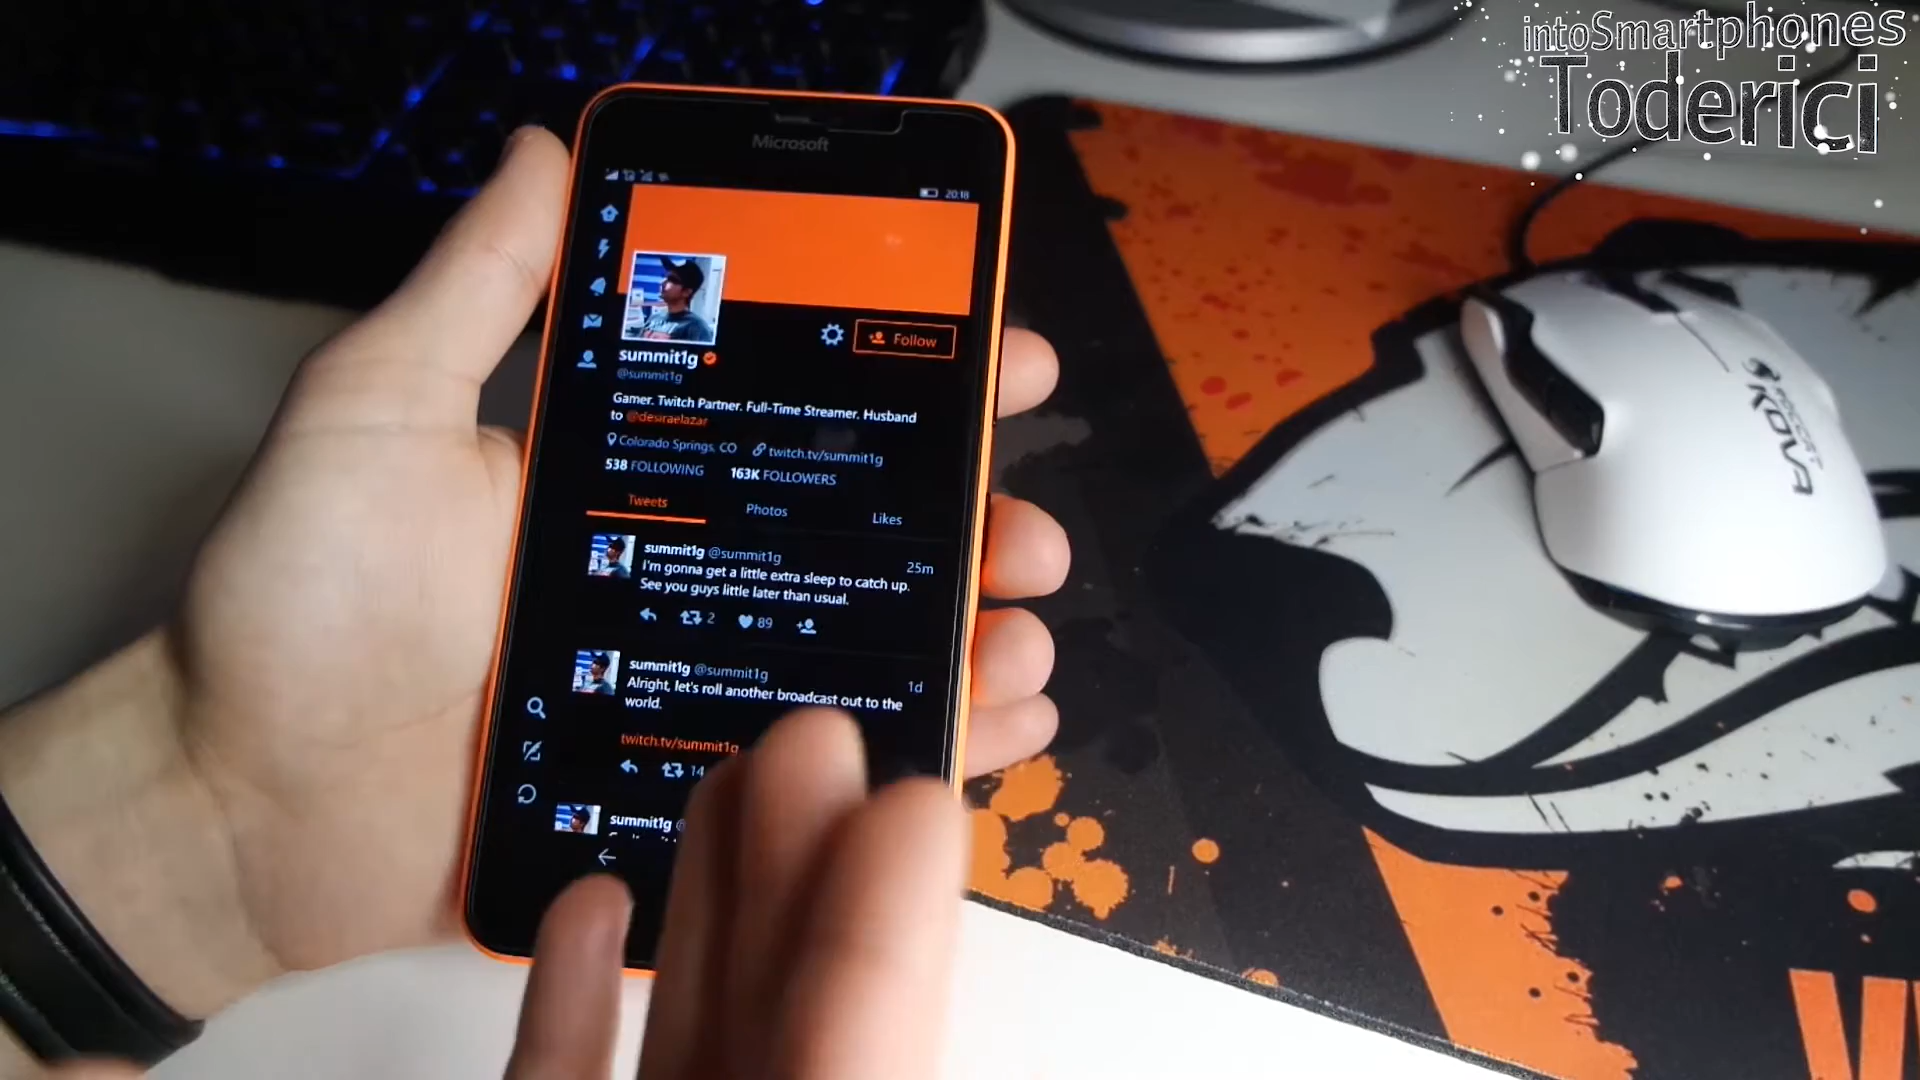 intoSmartphones
Toderici
Microsoft
20:18
Follow
summit1g
@summit1g
Gamer. Twitch Partner. Full-Time Streamer. Husband
to @desiraelazar
Colorado Springs, CO twitch.tv/summit1g
538 FOLLOWING 163K FOLLOWERS
Tweets Photos Likes
summit1g @summit1g 25m
I'm gonna get a little extra sleep to catch up.
See you guys little later than usual.
2 89
summit1g @summit1g 1d
Alright, let's roll another broadcast out to the
world.
twitch.tv/summit1g
14
summit1g @
ROCCAT
KOVA